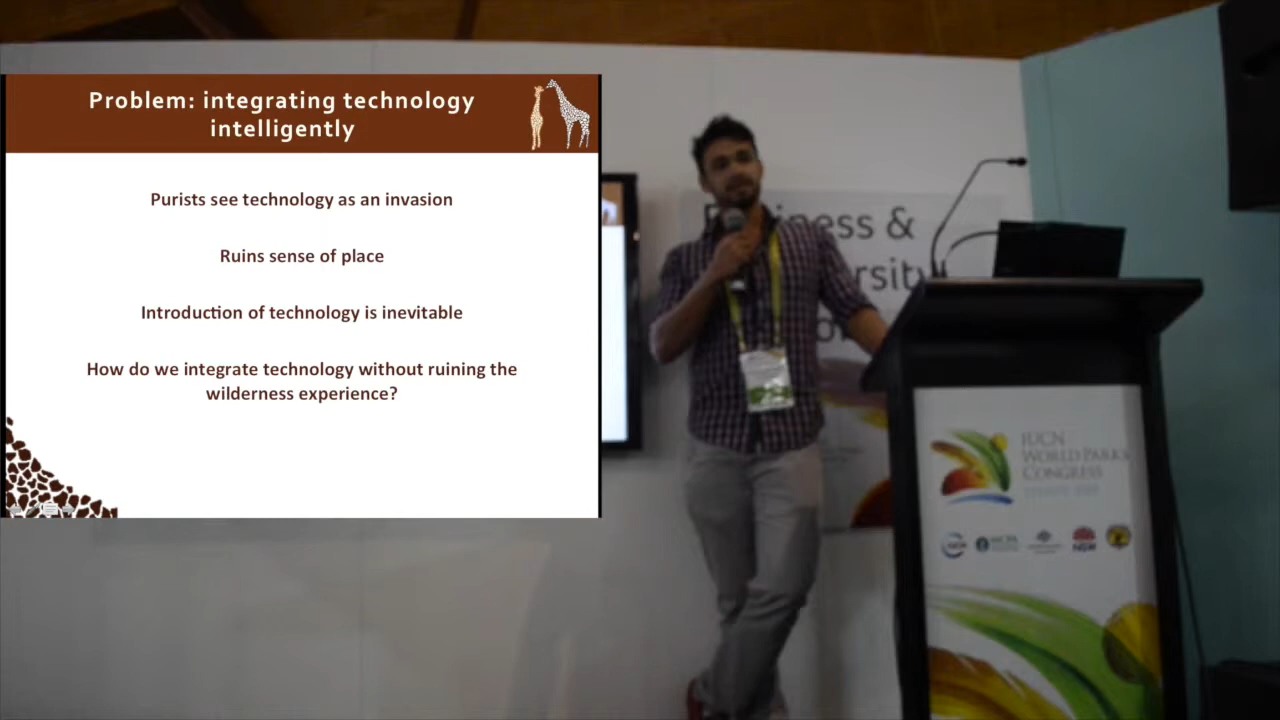 Problem: integrating technology
intelligently
Purists see technology as an invasion
Ruins sense of place
Introduction of technology is inevitable
How do we integrate technology without ruining the
wilderness experience?
&
IUCN
WORLD PARKS
CONGRESS
NSW